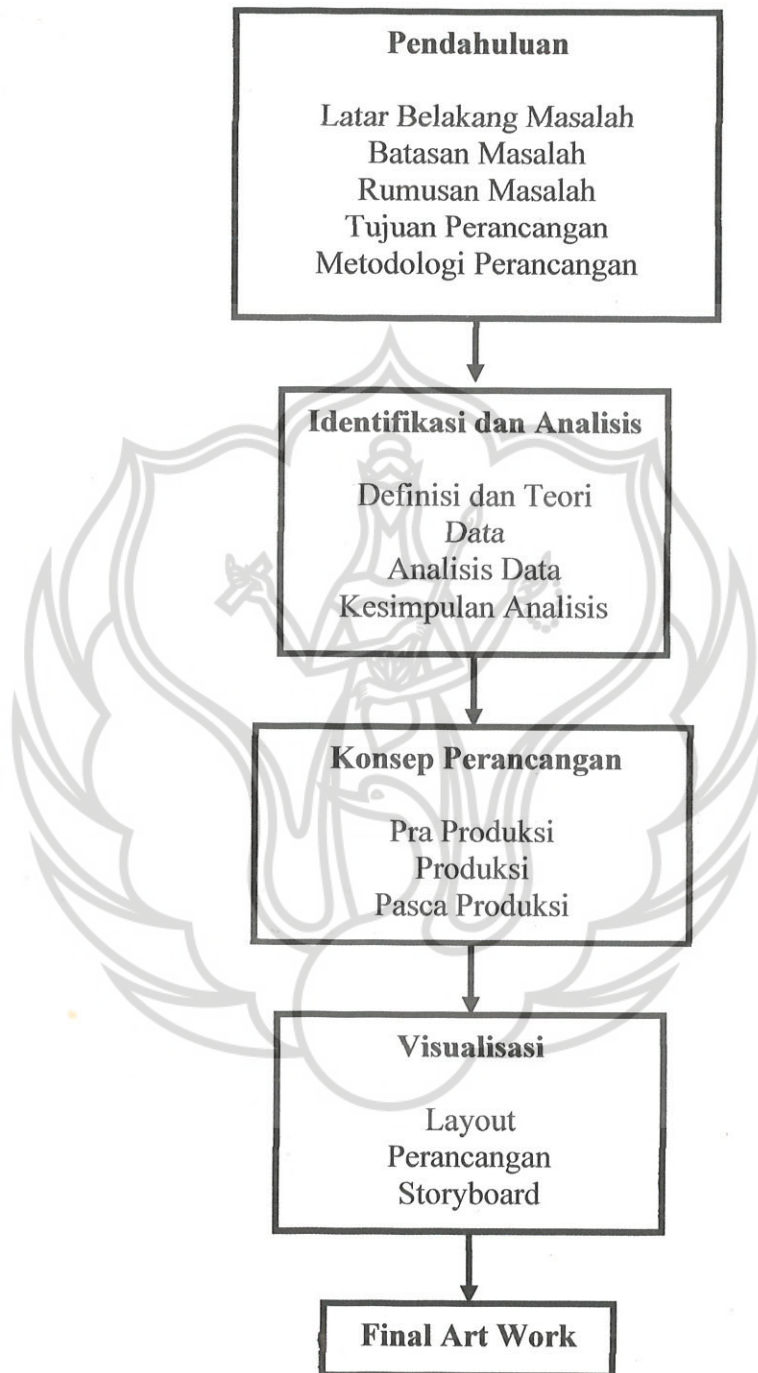 Pendahuluan
Latar Belakang Masalah
Batasan Masalah
Rumusan Masalah
Tujuan Perancangan
Metodologi Perancangan
Identifikasi dan Analisis
Definisi dan Teori
Data
Analisis Data
Kesimpulan Analisis
Konsep Perancangan
Pra Produksi
Produksi
Pasca Produksi
Visualisasi
Layout
Perancangan
Storyboard
Final Art Work